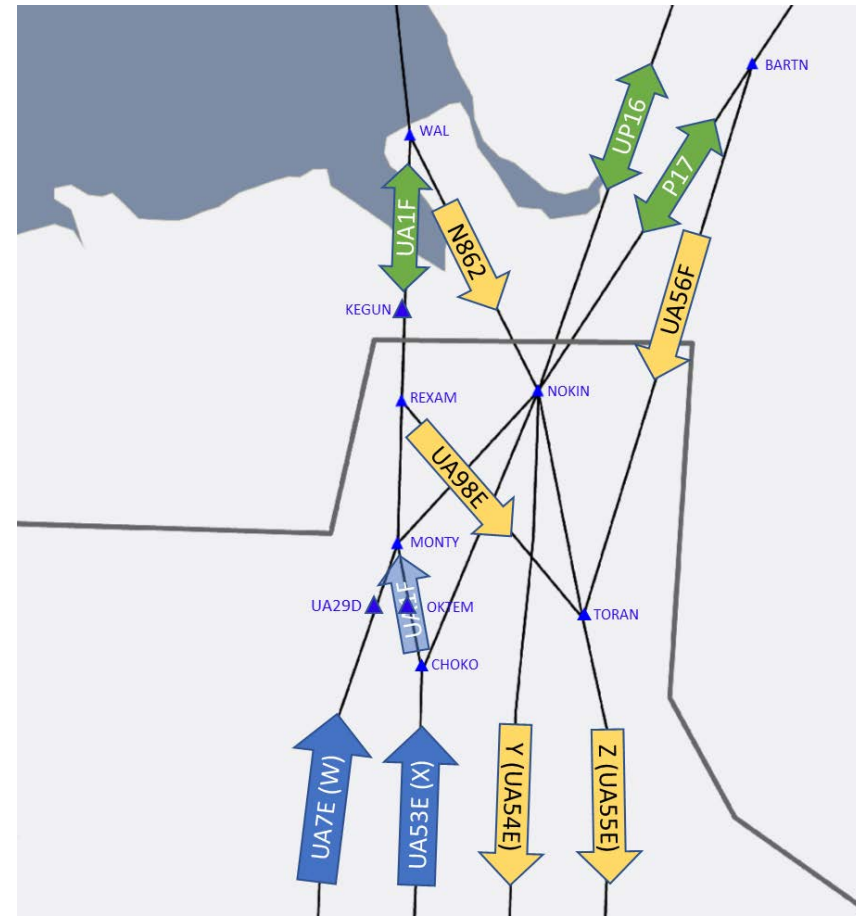 BARTN
UP16
WAL
P17
UA1F
N862
UA56F
KEGUN
NOKIN
REXAM
UA98E
MONTY
UA29D
UA1F
OKTEM
TORAN
CHOKO
UA7E (W)
UA53E (X)
Y (UA54E)
Z (UA55E)